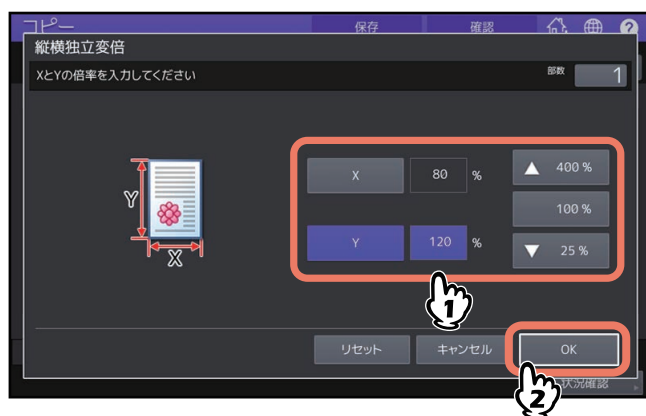 コピー 保存 確認 ?
縦横独立変倍
XとYの倍率を入力してください 部数 1
X 80 % 400 %
100 %
Y 120 % 25 %
Y
X
1
リセット キャンセル OK
状況確認
2